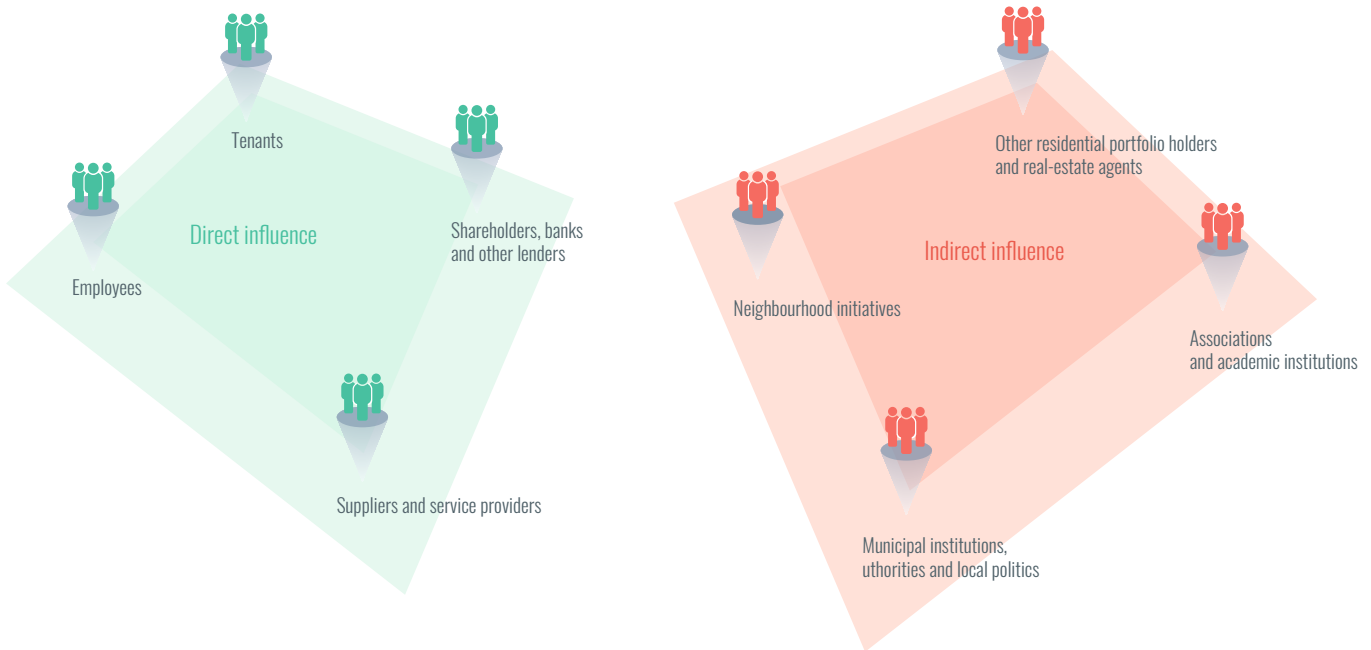 Tenants
Direct influence
Shareholders, banks
and other lenders
Employees
Suppliers and service providers
Other residential portfolio holders
and real-estate agents
Indirect influence
Neighbourhood initiatives
Associations
and academic institutions
Municipal institutions,
uthorities and local politics